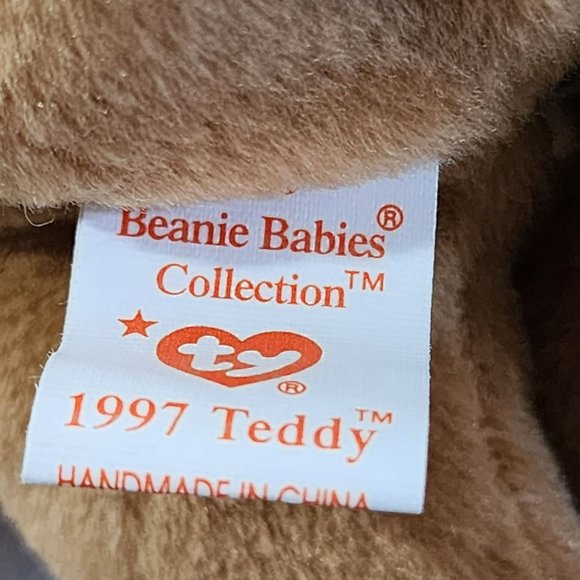 Beanie Babies®
Collection™
ty®
1997 Teddy™
HANDMADE IN CHINA